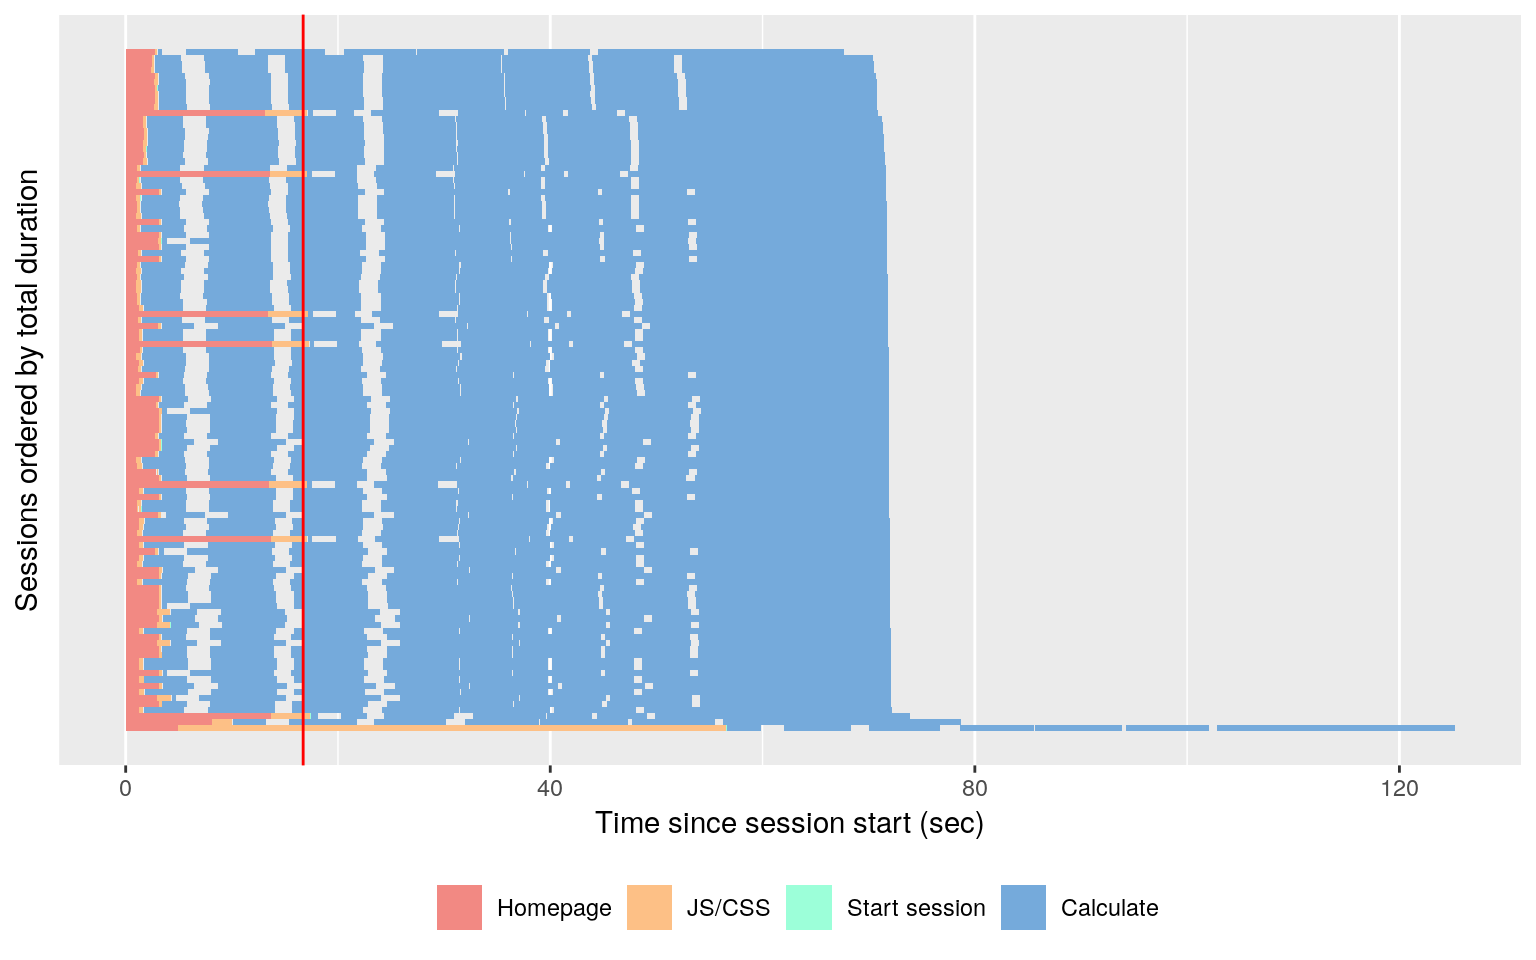 Sessions ordered by total duration
0 40 80 120
Time since session start (sec)
Homepage JS/CSS Start session Calculate